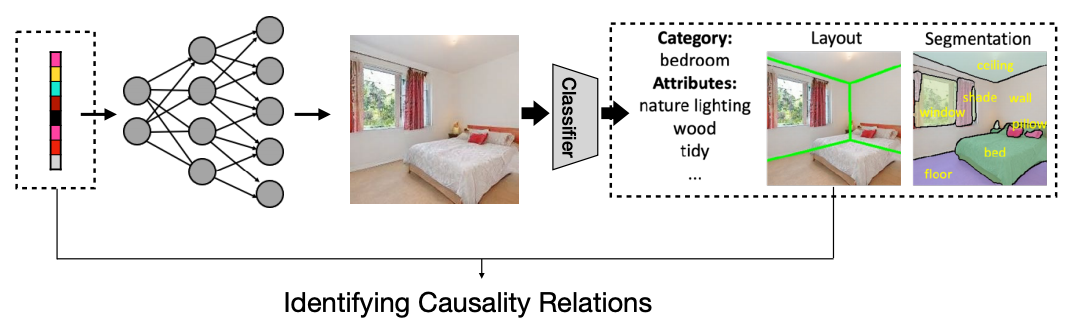 Category:
bedroom
Attributes:
nature lighting
wood
tidy
...
Layout
Segmentation
ceiling
shade
wall
window
pillow
bed
floor
Classifier
Identifying Causality Relations